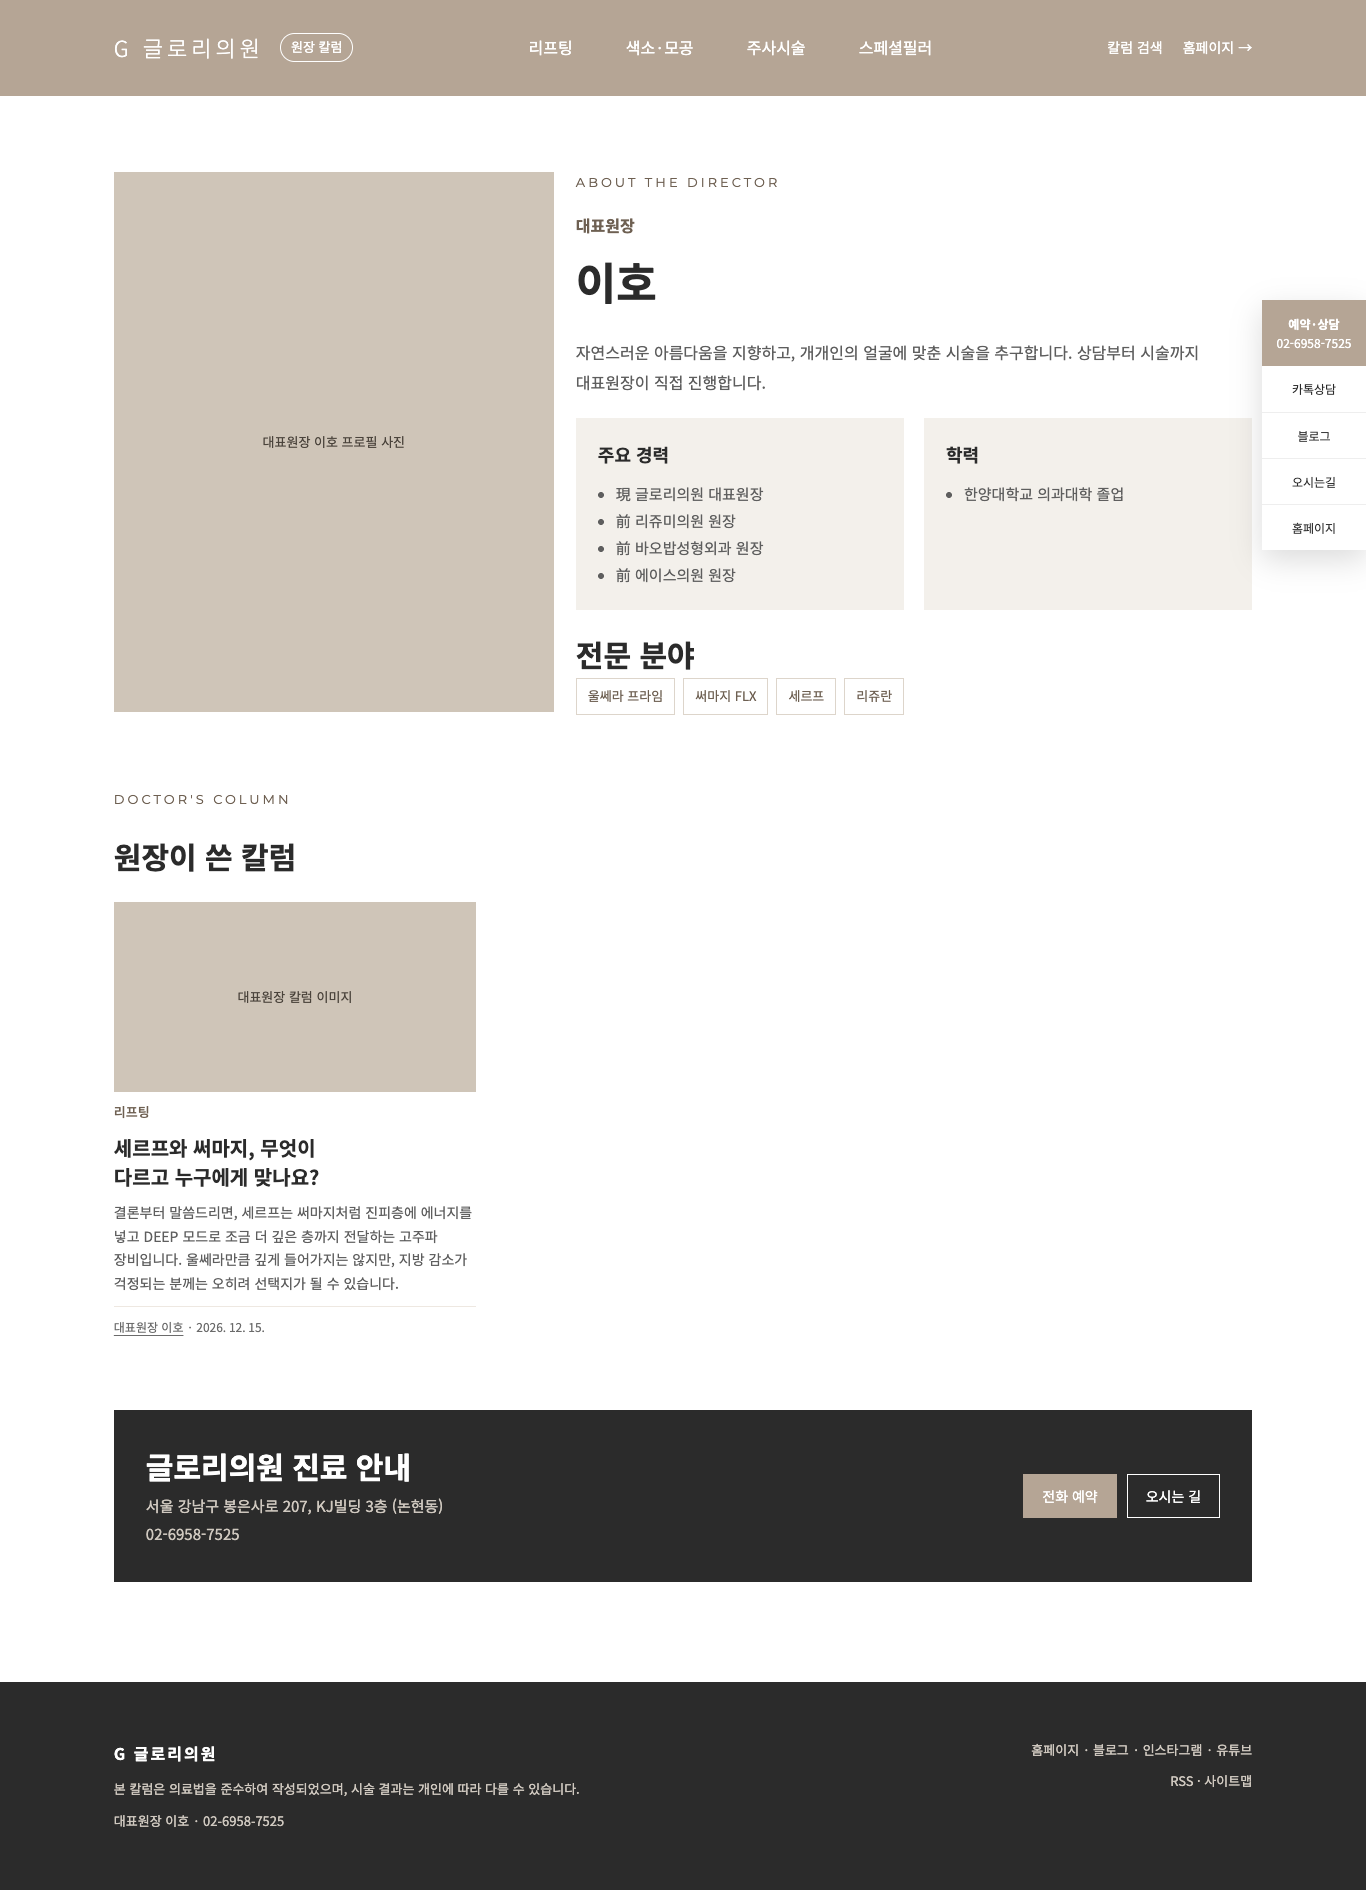 G 글로리의원
원장 칼럼
리프팅
색소·모공
주사시술
스페셜필러
칼럼 검색
홈페이지 →
대표원장 이호 프로필 사진
ABOUT THE DIRECTOR
대표원장
이호
자연스러운 아름다움을 지향하고, 개개인의 얼굴에 맞춘 시술을 추구합니다. 상담부터 시술까지
대표원장이 직접 진행합니다.
주요 경력
• 現 글로리의원 대표원장
• 前 리쥬미의원 원장
• 前 바오밥성형외과 원장
• 前 에이스의원 원장
학력
• 한양대학교 의과대학 졸업
전문 분야
울쎄라 프라임
써마지 FLX
세르프
리쥬란
예약·상담
02-6958-7525
카톡상담
블로그
오시는길
홈페이지
DOCTOR'S COLUMN
원장이 쓴 칼럼
대표원장 칼럼 이미지
리프팅
세르프와 써마지, 무엇이
다르고 누구에게 맞나요?
결론부터 말씀드리면, 세르프는 써마지처럼 진피층에 에너지를
넣고 DEEP 모드로 조금 더 깊은 층까지 전달하는 고주파
장비입니다. 울쎄라만큼 깊게 들어가지는 않지만, 지방 감소가
걱정되는 분께는 오히려 선택지가 될 수 있습니다.
대표원장 이호 · 2026. 12. 15.
글로리의원 진료 안내
서울 강남구 봉은사로 207, KJ빌딩 3층 (논현동)
02-6958-7525
전화 예약
오시는 길
G 글로리의원
본 칼럼은 의료법을 준수하여 작성되었으며, 시술 결과는 개인에 따라 다를 수 있습니다.
대표원장 이호 · 02-6958-7525
홈페이지 · 블로그 · 인스타그램 · 유튜브
RSS · 사이트맵